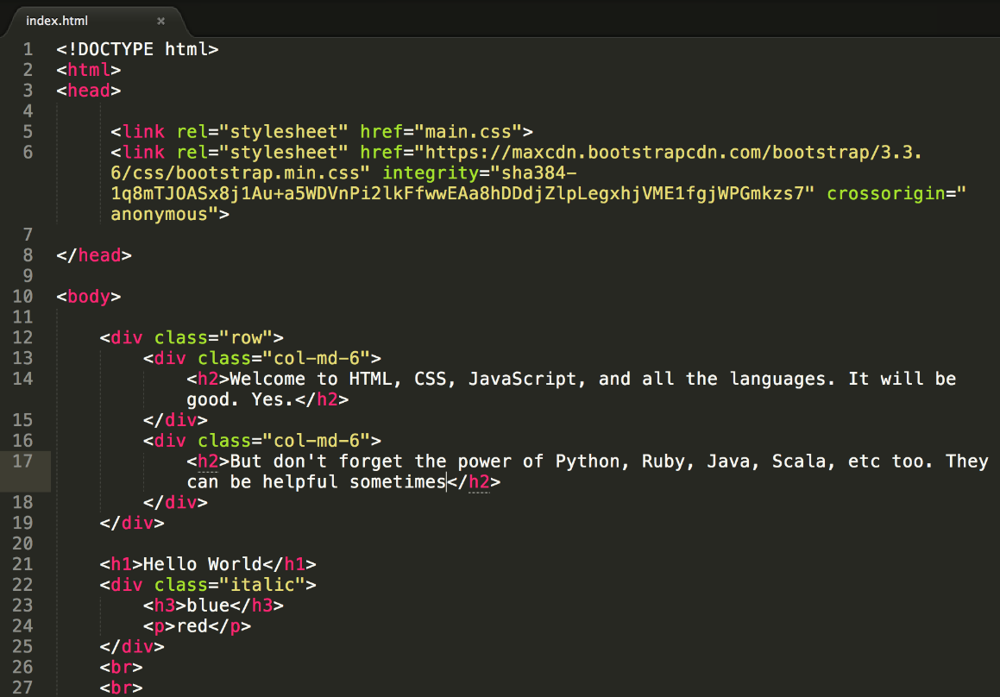 index.html ×
1 <!DOCTYPE html>
2 <html>
3 <head>
4
5 <link rel="stylesheet" href="main.css">
6 <link rel="stylesheet" href="https://maxcdn.bootstrapcdn.com/bootstrap/3.3.
6/css/bootstrap.min.css" integrity="sha384-
1q8mTJOASx8j1Au+a5WDVnPi2lkFfwwEAa8hDDdjZlpLegxhjVME1fgjWPGmkzs7" crossorigin="
anonymous">
7
8 </head>
9
10 <body>
11
12 <div class="row">
13 <div class="col-md-6">
14 <h2>Welcome to HTML, CSS, JavaScript, and all the languages. It will be
good. Yes.</h2>
15 </div>
16 <div class="col-md-6">
17 <h2>But don't forget the power of Python, Ruby, Java, Scala, etc too. They
can be helpful sometimes</h2>
18 </div>
19 </div>
20
21 <h1>Hello World</h1>
22 <div class="italic">
23 <h3>blue</h3>
24 <p>red</p>
25 </div>
26 <br>
27 <br>